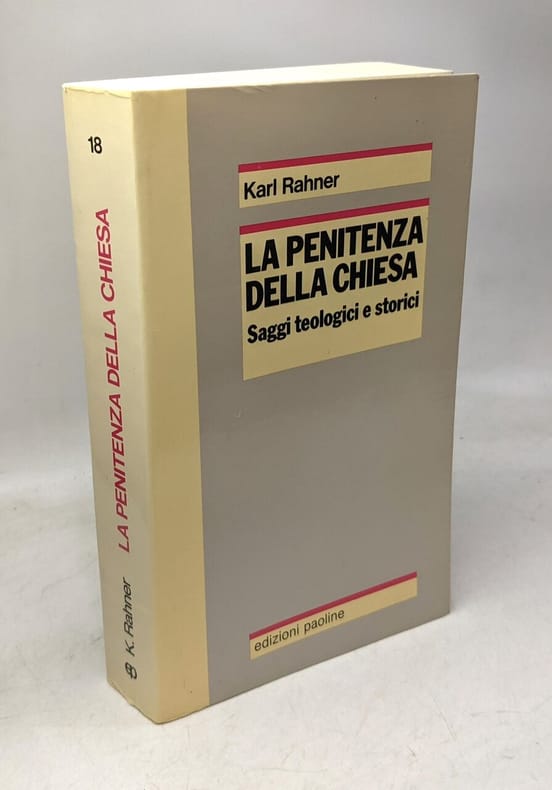 18
LA PENITENZA DELLA CHIESA
K. Rahner
Karl Rahner
LA PENITENZA
DELLA CHIESA
Saggi teologici e storici
edizioni paoline